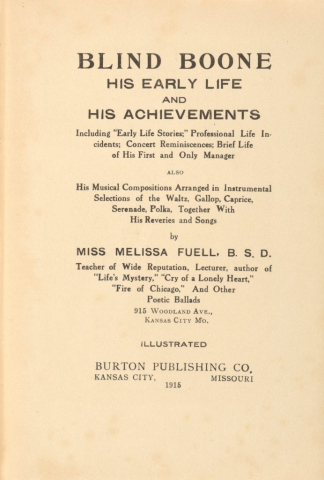 BLIND BOONE
HIS EARLY LIFE
AND
HIS ACHIEVEMENTS
Including "Early Life Stories;" Professional Life In-
cidents; Concert Reminiscences; Brief Life
of His First and Only Manager
ALSO
His Musical Compositions Arranged in Instrumental
Selections of the Waltz, Gallop, Caprice,
Serenade, Polka, Together With
His Reveries and Songs
by
MISS MELISSA FUELL, B. S. D.
Teacher of Wide Reputation, Lecturer, author of
"Life's Mystery," "Cry of a Lonely Heart,"
"Fire of Chicago," And Other
Poetic Ballads
915 WOODLAND AVE.,
KANSAS CITY MO.
ILLUSTRATED
BURTON PUBLISHING CO,
KANSAS CITY, MISSOURI
1915